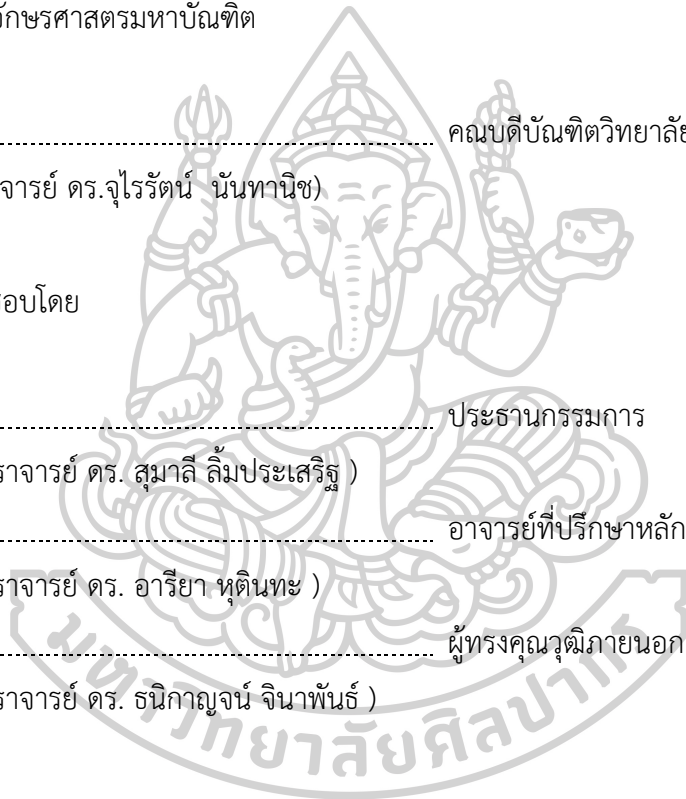 อักษรศาสตรมหาบัณฑิต
คณบดีบัณฑิตวิทยาลัย
จารย์ ดร.จุไรรัตน์ นันทานิช)
สอบโดย
ประธานกรรมการ
ราจารย์ ดร. สุมาลี ลิ้มประเสริฐ )
อาจารย์ที่ปรึกษาหลัก
ราจารย์ ดร. อารียา หุตินทะ )
ผู้ทรงคุณวุฒิภายนอก
ราจารย์ ดร. ธนิกาญจน์ จินาพันธ์ )
มหาวิทยาลัยศิลปากร